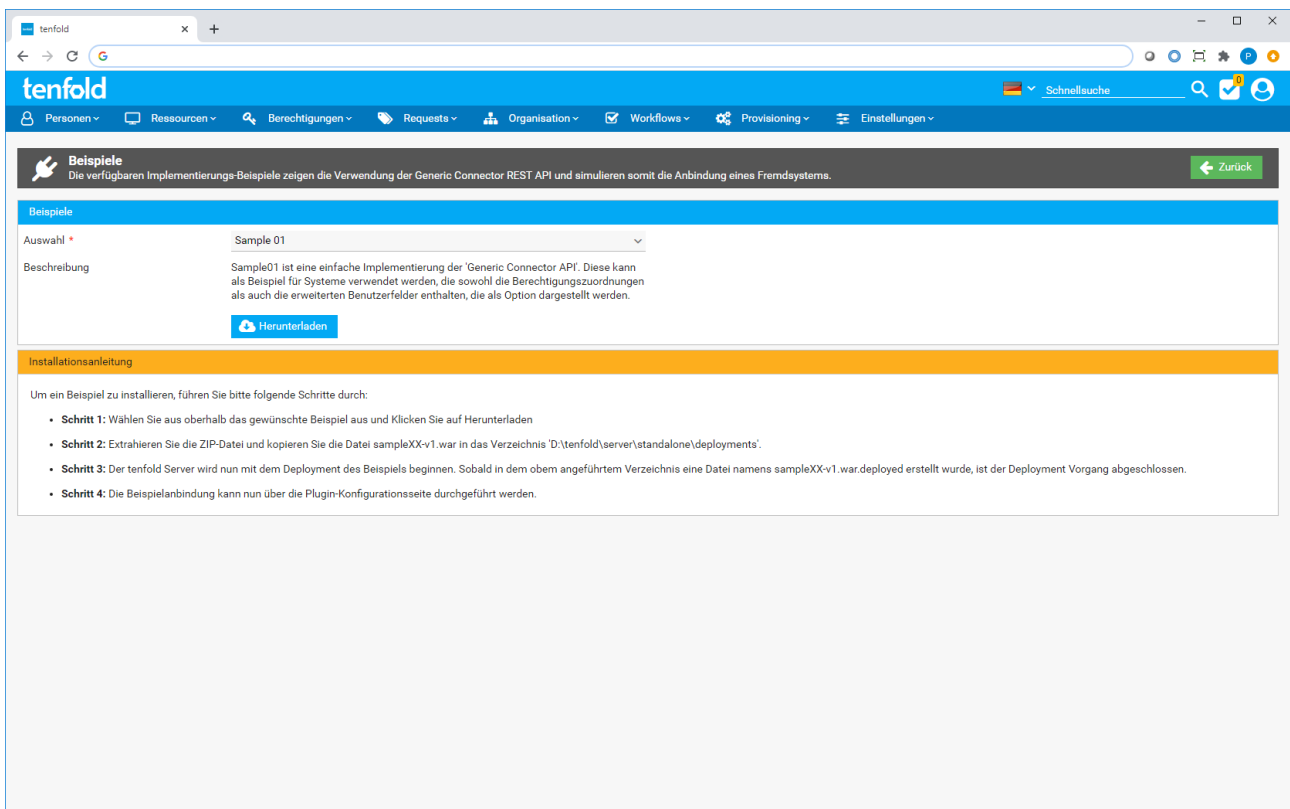 tenfold
G
P
tenfold
Schnellsuche
0
Personen
Ressourcen
Berechtigungen
Requests
Organisation
Workflows
Provisioning
Einstellungen
Beispiele
Die verfügbaren Implementierungs-Beispiele zeigen die Verwendung der Generic Connector REST API und simulieren somit die Anbindung eines Fremdsystems.
Zurück
Beispiele
Auswahl *
Sample 01
Beschreibung
Sample01 ist eine einfache Implementierung der 'Generic Connector API'. Diese kann
als Beispiel für Systeme verwendet werden, die sowohl die Berechtigungszuordnungen
als auch die erweiterten Benutzerfelder enthalten, die als Option dargestellt werden.
Herunterladen
Installationsanleitung
Um ein Beispiel zu installieren, führen Sie bitte folgende Schritte durch:
• Schritt 1: Wählen Sie aus oberhalb das gewünschte Beispiel aus und Klicken Sie auf Herunterladen
• Schritt 2: Extrahieren Sie die ZIP-Datei und kopieren Sie die Datei sampleXX-v1.war in das Verzeichnis 'D:\tenfold\server\standalone\deployments'.
• Schritt 3: Der tenfold Server wird nun mit dem Deployment des Beispiels beginnen. Sobald in dem obem angeführtem Verzeichnis eine Datei namens sampleXX-v1.war.deployed erstellt wurde, ist der Deployment Vorgang abgeschlossen.
• Schritt 4: Die Beispielanbindung kann nun über die Plugin-Konfigurationsseite durchgeführt werden.